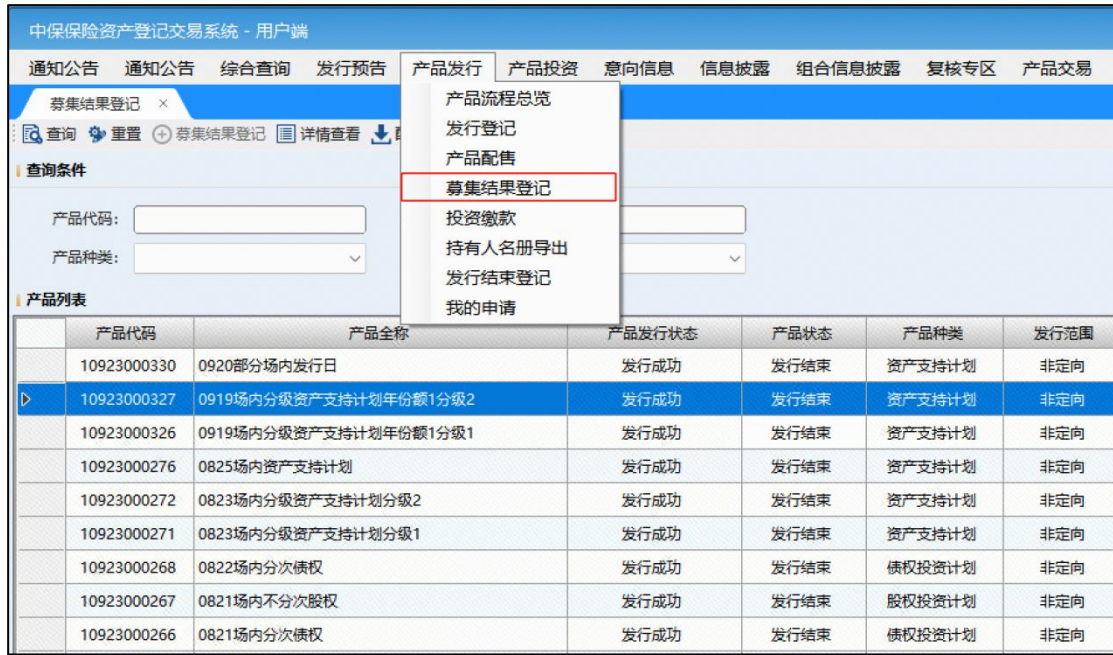 中保保险资产登记交易系统 - 用户端
通知公告 通知公告 综合查询 发行预告 产品发行 产品投资 意向信息 信息披露 组合信息披露 复核专区 产品交易
募集结果登记 ×
查询 重置 募集结果登记 详情查看
产品流程总览
发行登记
产品配售
募集结果登记
投资缴款
持有人名册导出
发行结束登记
我的申请
查询条件
产品代码:
产品种类:
产品列表
产品代码 产品全称 产品发行状态 产品状态 产品种类 发行范围
10923000330 0920部分场内发行日 发行成功 发行结束 资产支持计划 非定向
10923000327 0919场内分级资产支持计划年份额1分级2 发行成功 发行结束 资产支持计划 非定向
10923000326 0919场内分级资产支持计划年份额1分级1 发行成功 发行结束 资产支持计划 非定向
10923000276 0825场内资产支持计划 发行成功 发行结束 资产支持计划 非定向
10923000272 0823场内分级资产支持计划分级2 发行成功 发行结束 资产支持计划 非定向
10923000271 0823场内分级资产支持计划分级1 发行成功 发行结束 资产支持计划 非定向
10923000268 0822场内分次债权 发行成功 发行结束 债权投资计划 非定向
10923000267 0821场内不分次股权 发行成功 发行结束 股权投资计划 非定向
10923000266 0821场内分次债权 发行成功 发行结束 债权投资计划 非定向